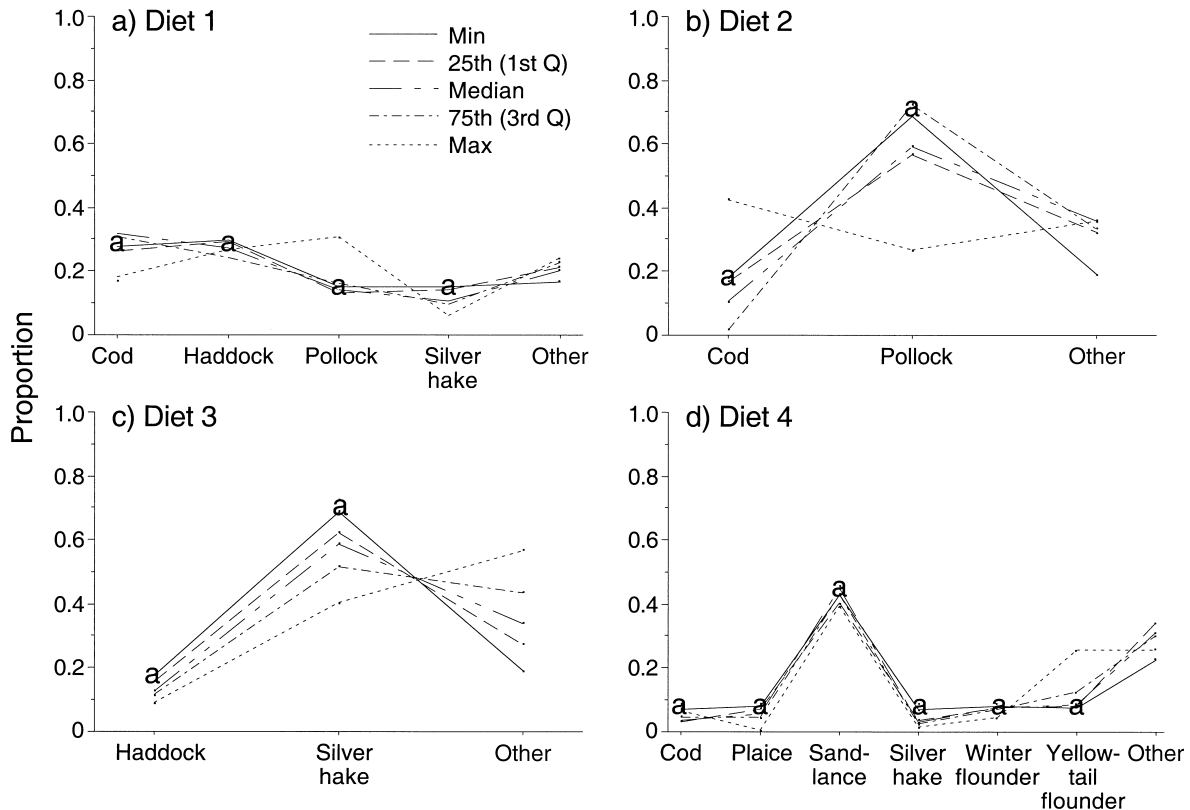 Proportion
a) Diet 1
Min
25th (1st Q)
Median
75th (3rd Q)
Max
1.0
0.8
0.6
0.4
0.2
0
a a a a
Cod Haddock Pollock Silver hake Other
b) Diet 2
1.0
0.8
0.6
0.4
0.2
0
a
a
Cod Pollock Other
c) Diet 3
1.0
0.8
0.6
0.4
0.2
0
a
a
Haddock Silver hake Other
d) Diet 4
1.0
0.8
0.6
0.4
0.2
0
a
a a a a a
Cod Plaice Sand- Silver Winter Yellow- Other
lance hake flounder tail
flounder